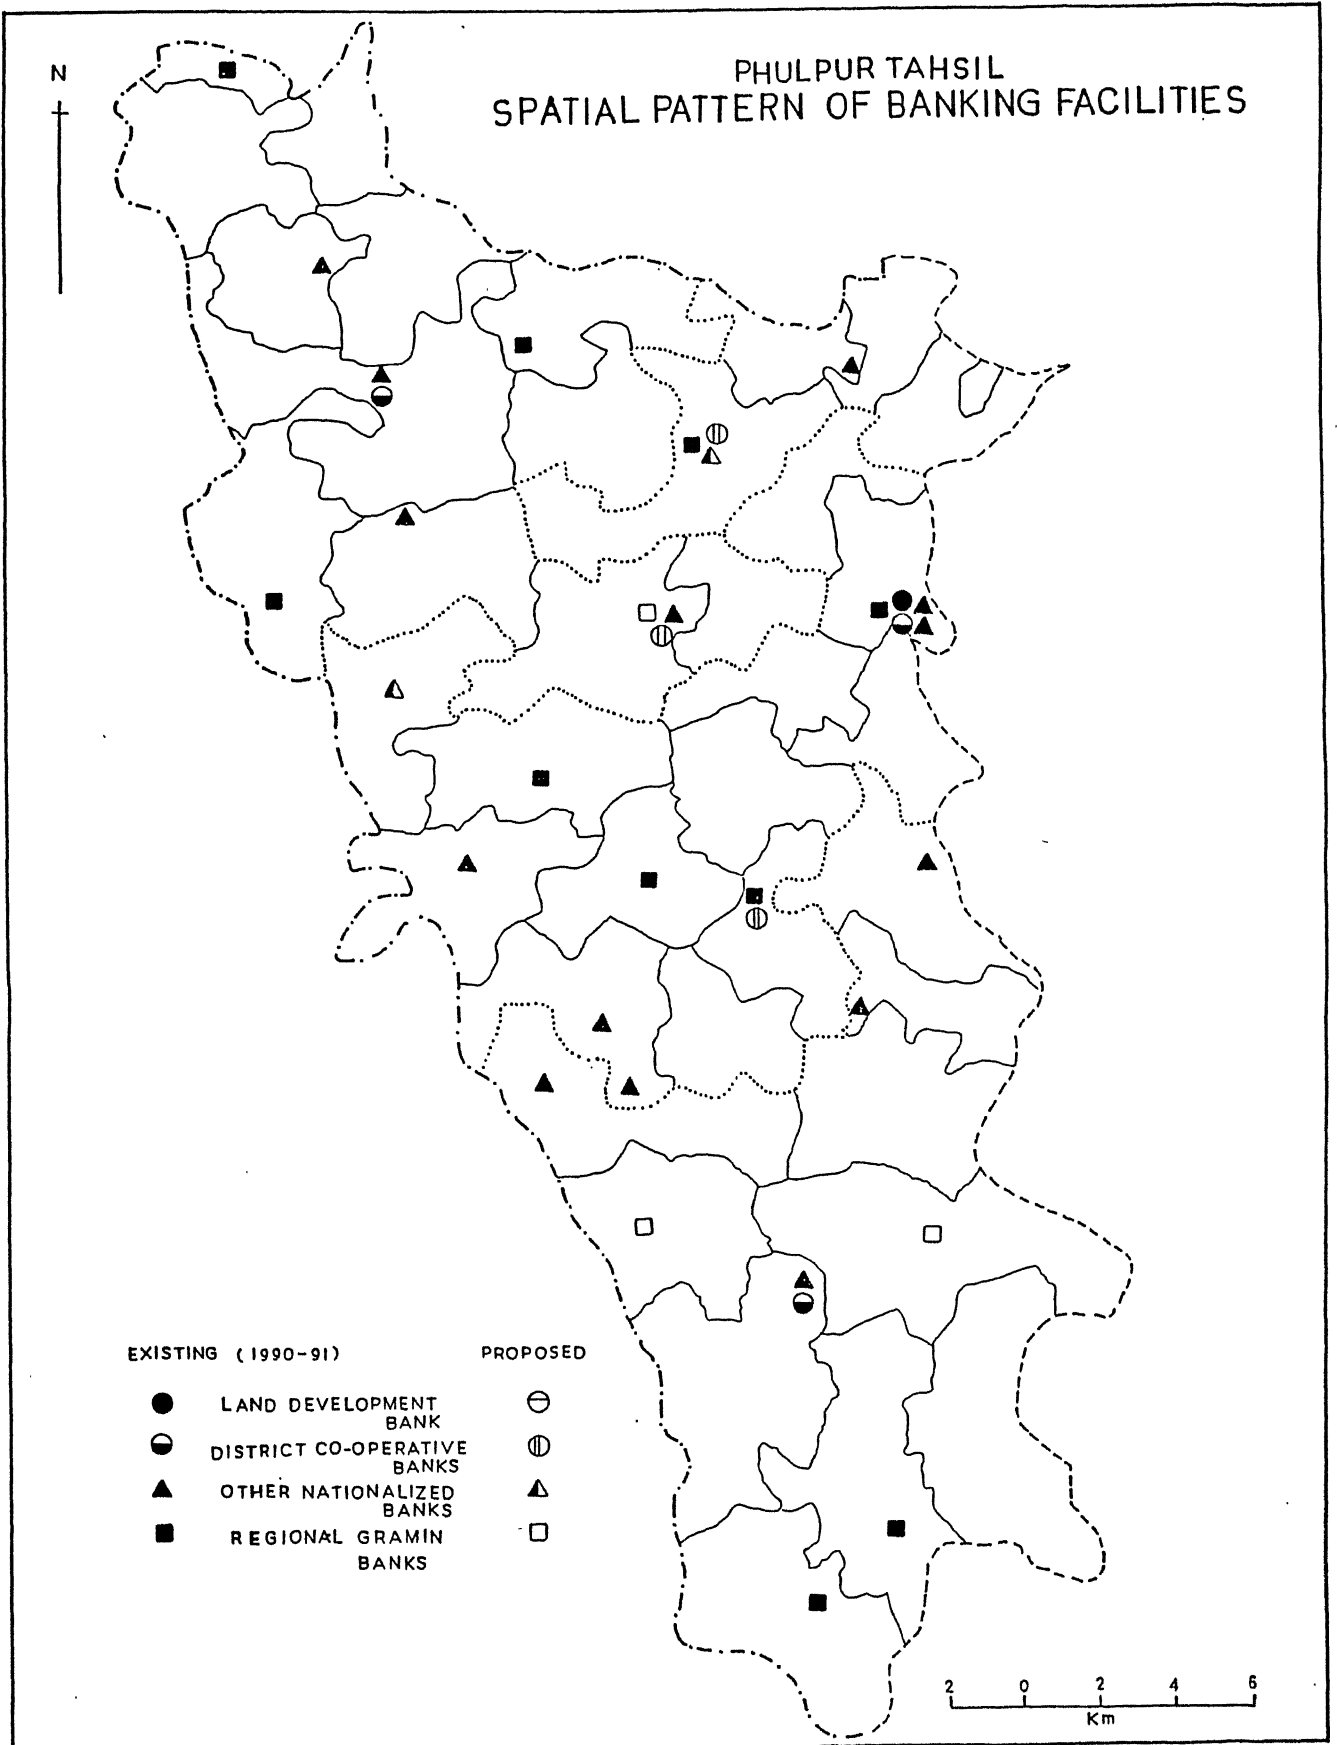 N
PHULPUR TAHSIL
SPATIAL PATTERN OF BANKING FACILITIES
EXISTING (1990-91) PROPOSED
LAND DEVELOPMENT
BANK
DISTRICT CO-OPERATIVE
BANKS
OTHER NATIONALIZED
BANKS
REGIONAL GRAMIN
BANKS
2 0 2 4 6
Km